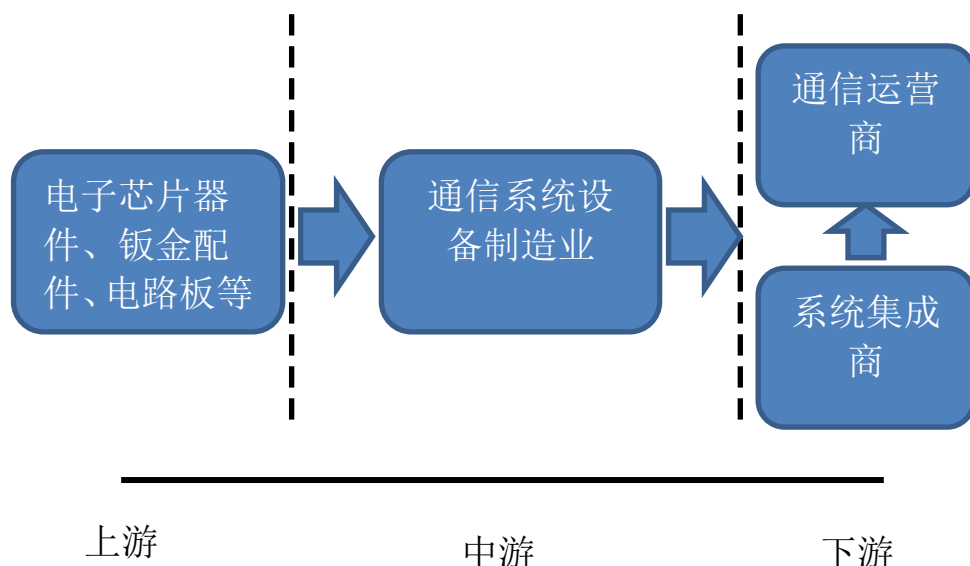 电子芯片器
件、钣金配
件、电路板等
通信系统设
备制造业
通信运营
商
系统集成
商
上游
中游
下游